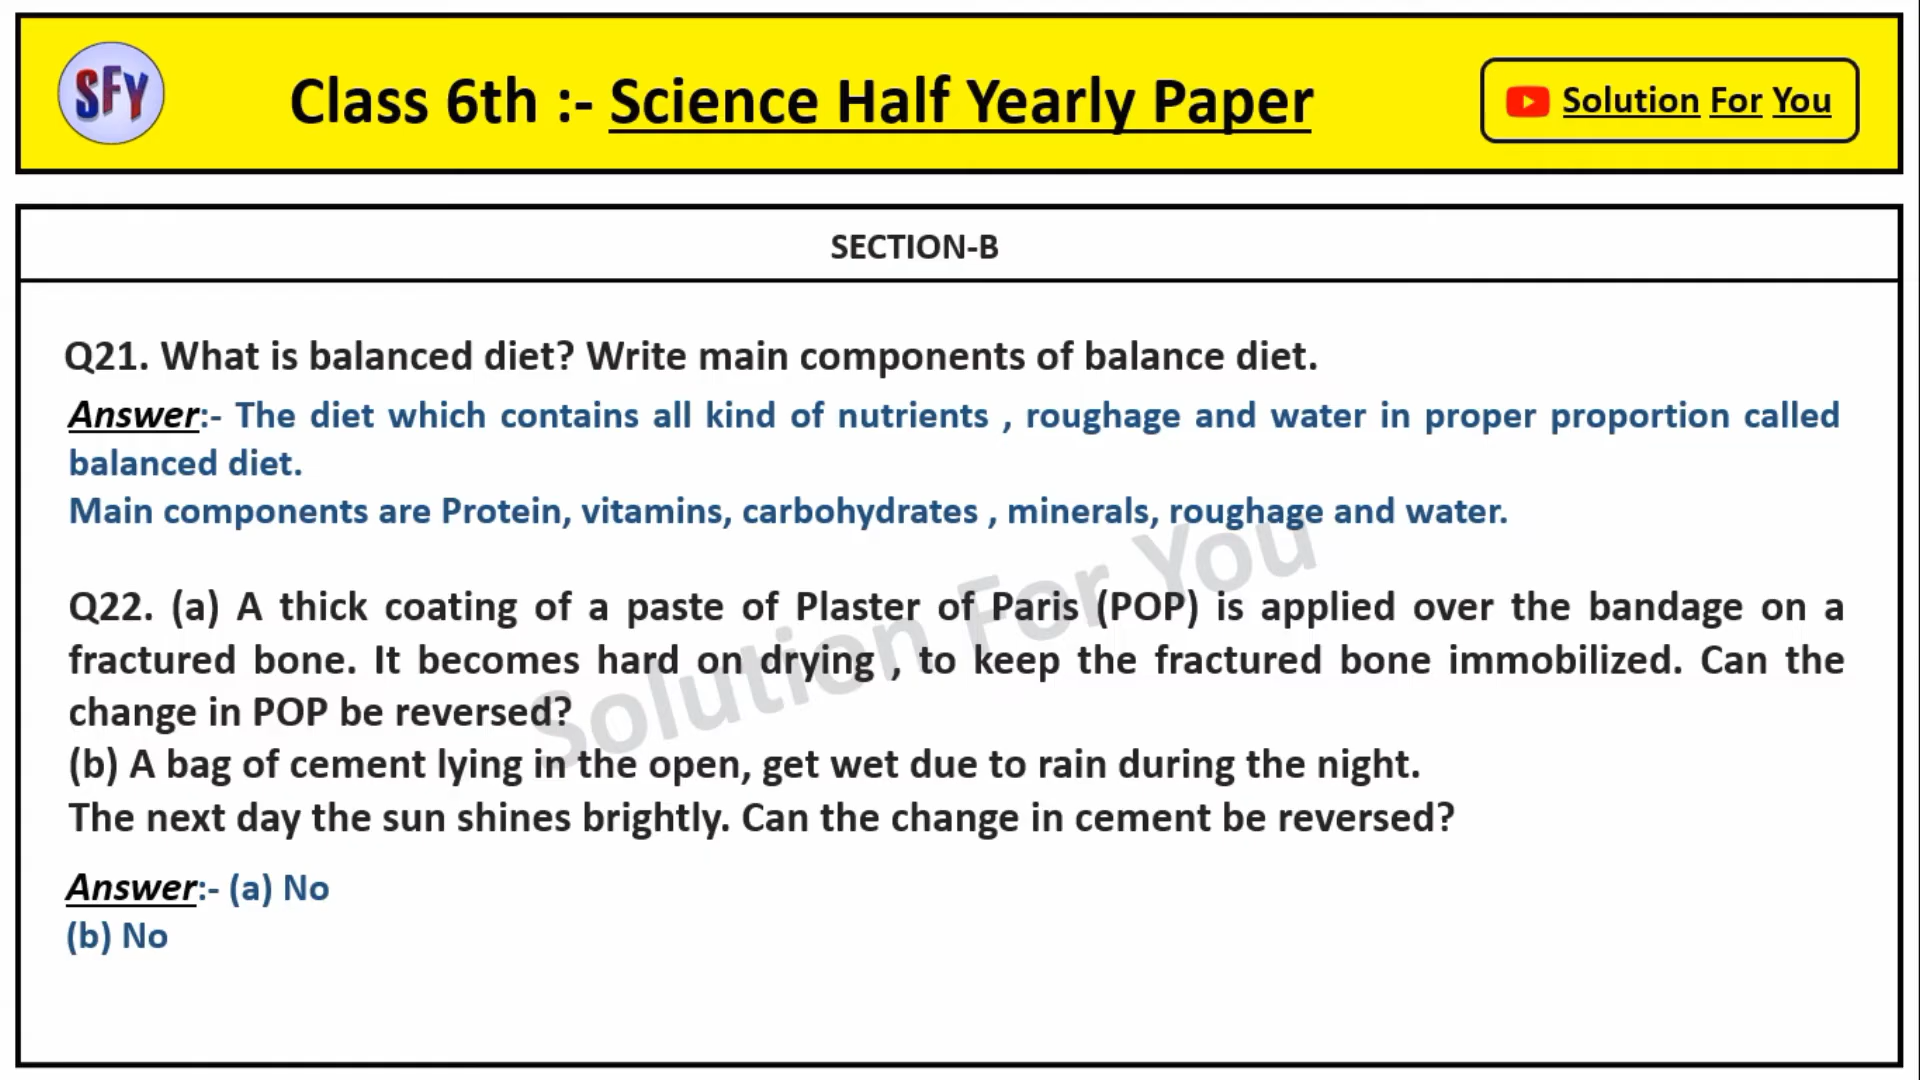 SFY
Class 6th :- Science Half Yearly Paper
Solution For You
SECTION-B
Q21. What is balanced diet? Write main components of balance diet.
Answer:- The diet which contains all kind of nutrients , roughage and water in proper proportion called
balanced diet.
Main components are Protein, vitamins, carbohydrates , minerals, roughage and water.
Solution For You
Q22. (a) A thick coating of a paste of Plaster of Paris (POP) is applied over the bandage on a
fractured bone. It becomes hard on drying , to keep the fractured bone immobilized. Can the
change in POP be reversed?
(b) A bag of cement lying in the open, get wet due to rain during the night.
The next day the sun shines brightly. Can the change in cement be reversed?
Answer:- (a) No
(b) No